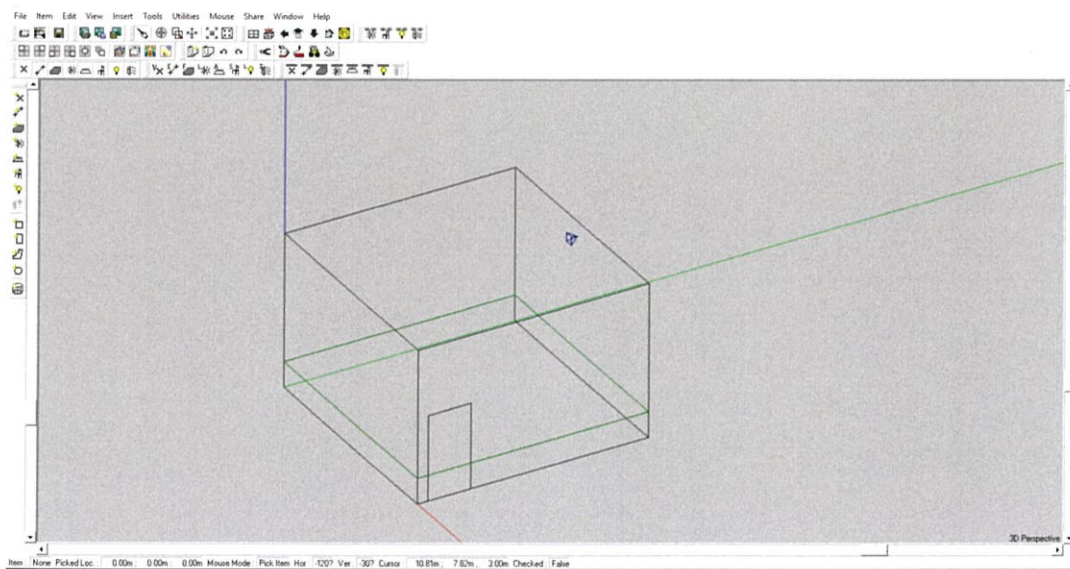 File Item Edit View Insert Tools Utilities Mouse Share Window Help
3D Perspective
Item None Picked Loc. 0.00m ; 0.00m ; 0.00m Mouse Mode: Pick Item Hor -120? Ver -30? Cursor 10.81m ; 7.82m ; 3.00m Checked: False